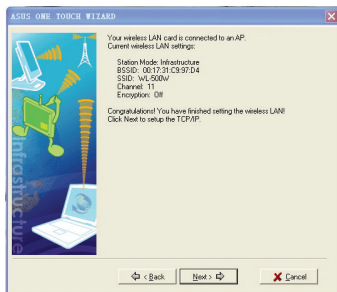 ASUS ONE TOUCH WIZARD
Your wireless LAN card is connected to an AP.
Current wireless LAN settings:
Station Mode: Infrastructure
BSSID: 00:17:31:C9:97:D4
SSID: WL-500W
Channel: 11
Encryption: Off
Congratulations! You have finished setting the wireless LAN!
Click Next to setup the TCP/IP.
Infrastructure
< Back
Next >
Cancel